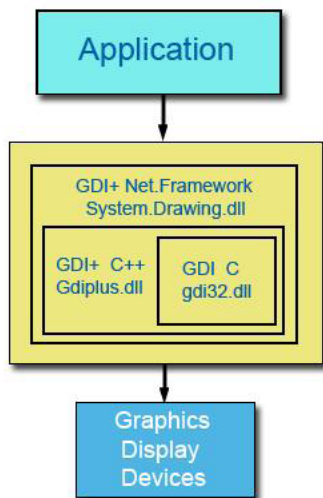 Application
GDI+ Net.Framework
System.Drawing.dll
GDI+ C++
Gdiplus.dll
GDI C
gdi32.dll
Graphics
Display
Devices